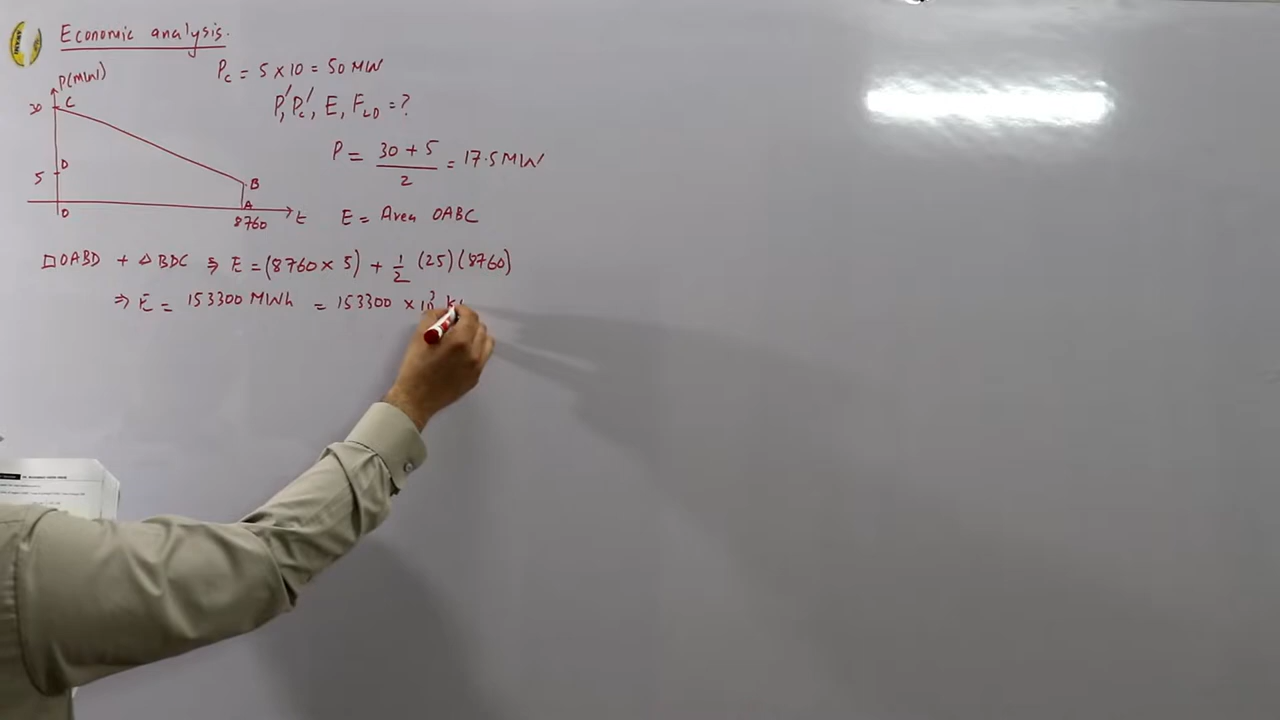 Economic analysis.
P(MW)
30
C
D
5
B
A
O
8760
t
Pc = 5 × 10 = 50 MW
P', Pc', E, FLD = ?
P = 30 + 5 / 2 = 17.5 MW
E = Area OABC
□OABD + △BDC ⇒ E = (8760 × 5) + 1/2 (25)(8760)
⇒ E = 153300 MWh = 153300 × 10³ k